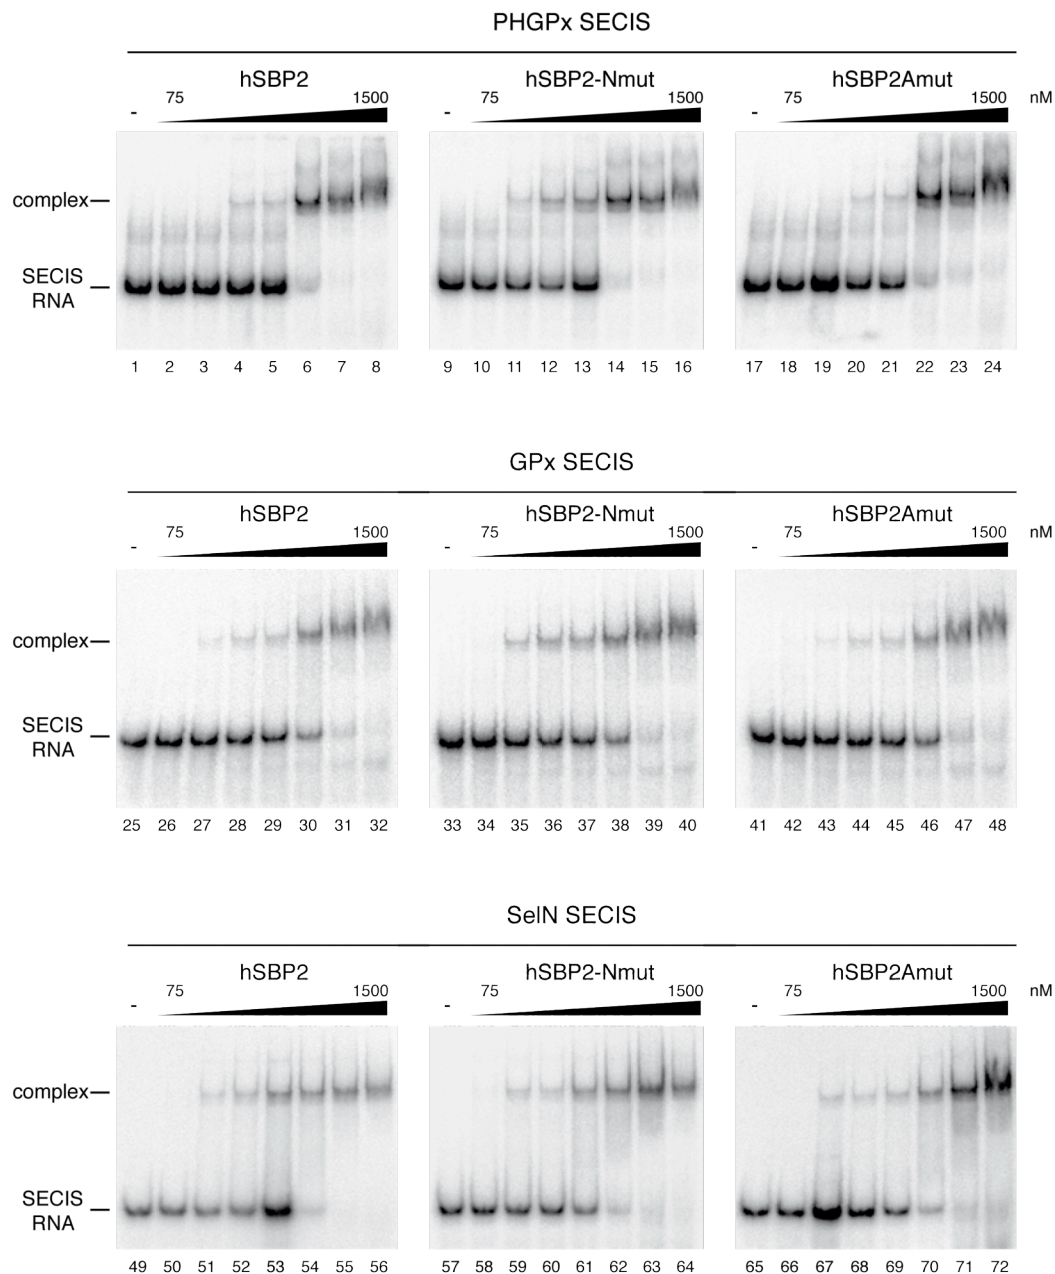 PHGPx SECIS
hSBP2 hSBP2-Nmut hSBP2Amut
75 1500 75 1500 75 1500 nM
- - -
complex
SECIS
RNA
1 2 3 4 5 6 7 8 9 10 11 12 13 14 15 16 17 18 19 20 21 22 23 24
GPx SECIS
hSBP2 hSBP2-Nmut hSBP2Amut
75 1500 75 1500 75 1500 nM
- - -
complex
SECIS
RNA
25 26 27 28 29 30 31 32 33 34 35 36 37 38 39 40 41 42 43 44 45 46 47 48
SelN SECIS
hSBP2 hSBP2-Nmut hSBP2Amut
75 1500 75 1500 75 1500 nM
- - -
complex
SECIS
RNA
49 50 51 52 53 54 55 56 57 58 59 60 61 62 63 64 65 66 67 68 69 70 71 72